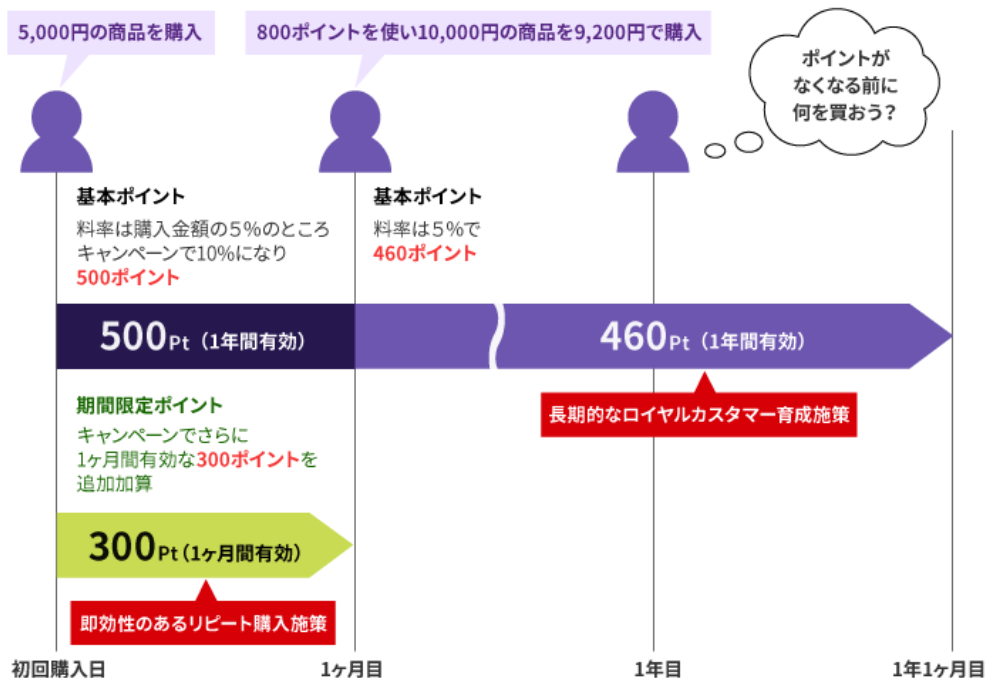 5,000円の商品を購入
800ポイントを使い10,000円の商品を9,200円で購入
ポイントが
なくなる前に
何を買おう？
基本ポイント
料率は購入金額の５％のところ
キャンペーンで10％になり
500ポイント
基本ポイント
料率は５％で
460ポイント
500Pt（1年間有効）
460Pt（1年間有効）
長期的なロイヤルカスタマー育成施策
期間限定ポイント
キャンペーンでさらに
1ヶ月間有効な300ポイントを
追加加算
300Pt（1ヶ月間有効）
即効性のあるリピート購入施策
初回購入日
1ヶ月目
1年目
1年1ヶ月目